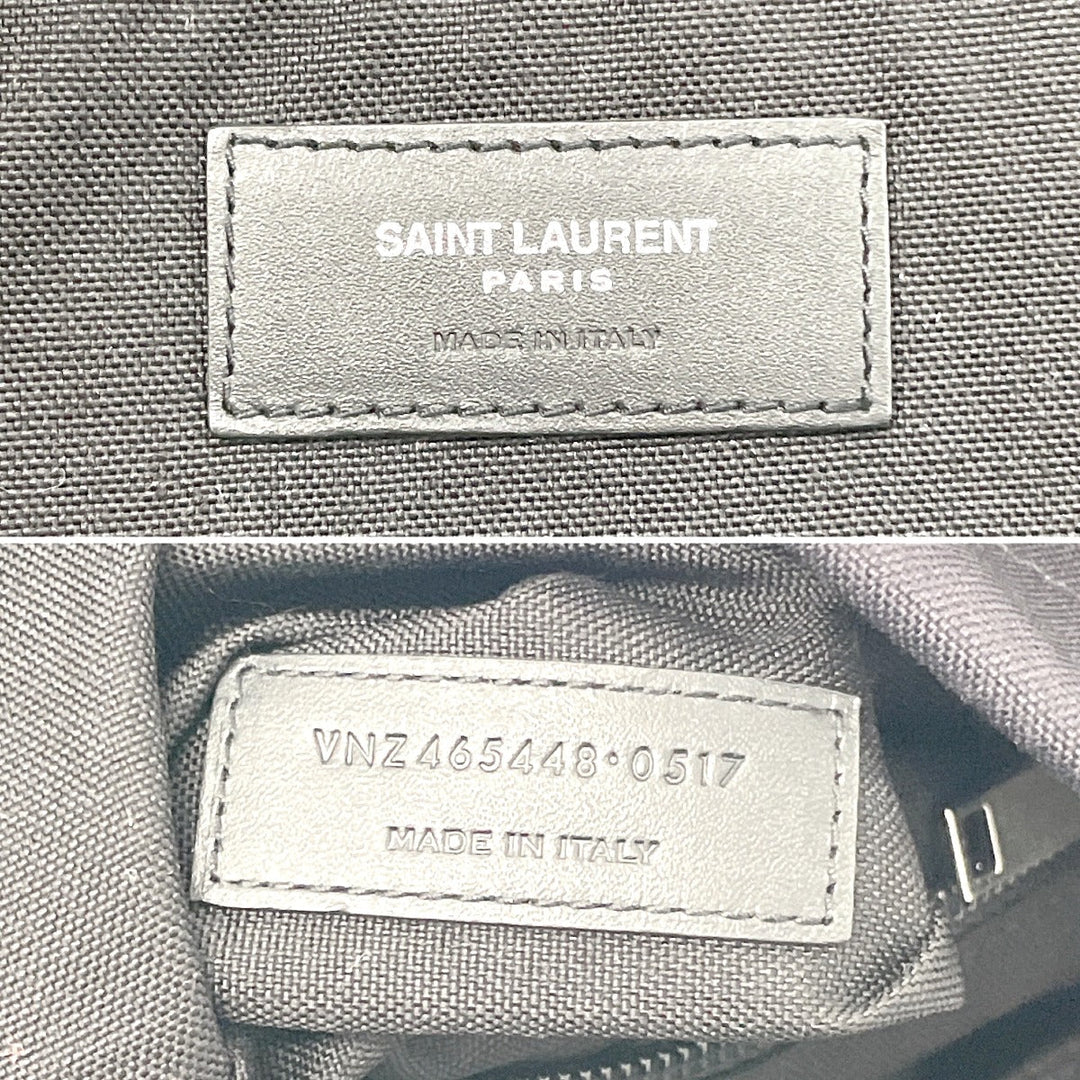 SAINT LAURENT
PARIS
MADE IN ITALY
VNZ465448·0517
MADE IN ITALY